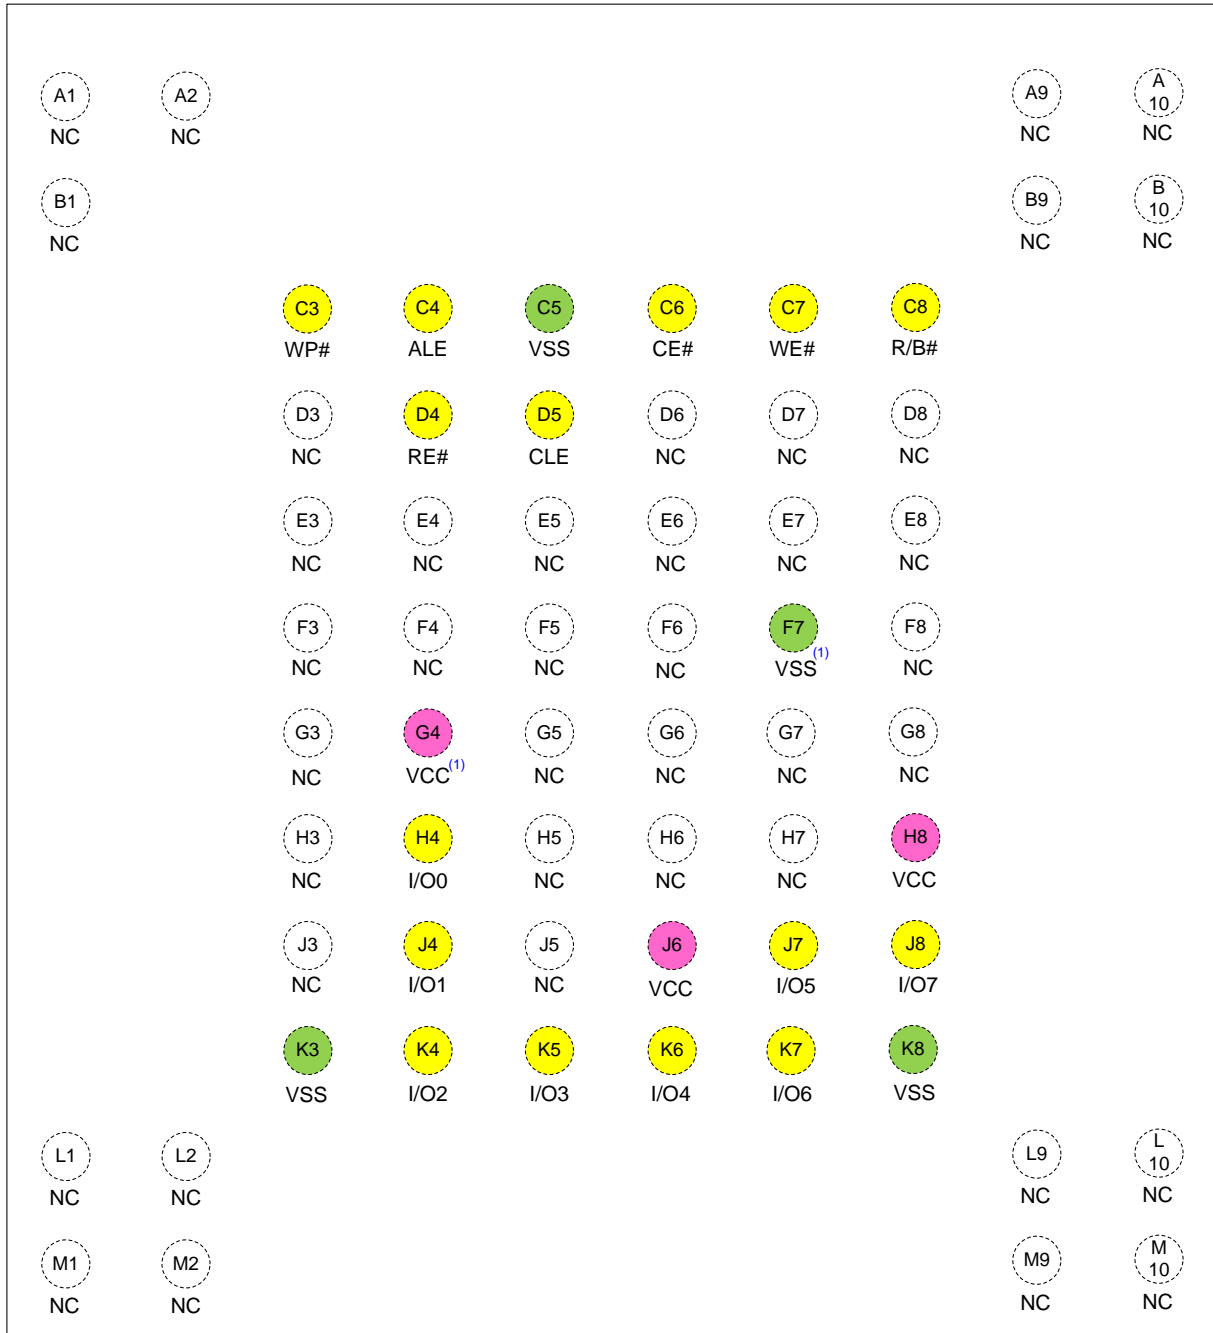 A1 A2 A9 A 10
NC NC NC NC
B1 B9 B 10
NC NC NC
C3 C4 C5 C6 C7 C8
WP# ALE VSS CE# WE# R/B#
D3 D4 D5 D6 D7 D8
NC RE# CLE NC NC NC
E3 E4 E5 E6 E7 E8
NC NC NC NC NC NC
F3 F4 F5 F6 F7 F8
NC NC NC NC VSS(1) NC
G3 G4 G5 G6 G7 G8
NC VCC(1) NC NC NC NC
H3 H4 H5 H6 H7 H8
NC I/O0 NC NC NC VCC
J3 J4 J5 J6 J7 J8
NC I/O1 NC VCC I/O5 I/O7
K3 K4 K5 K6 K7 K8
VSS I/O2 I/O3 I/O4 I/O6 VSS
L1 L2 L9 L 10
NC NC NC NC
M1 M2 M9 M 10
NC NC NC NC